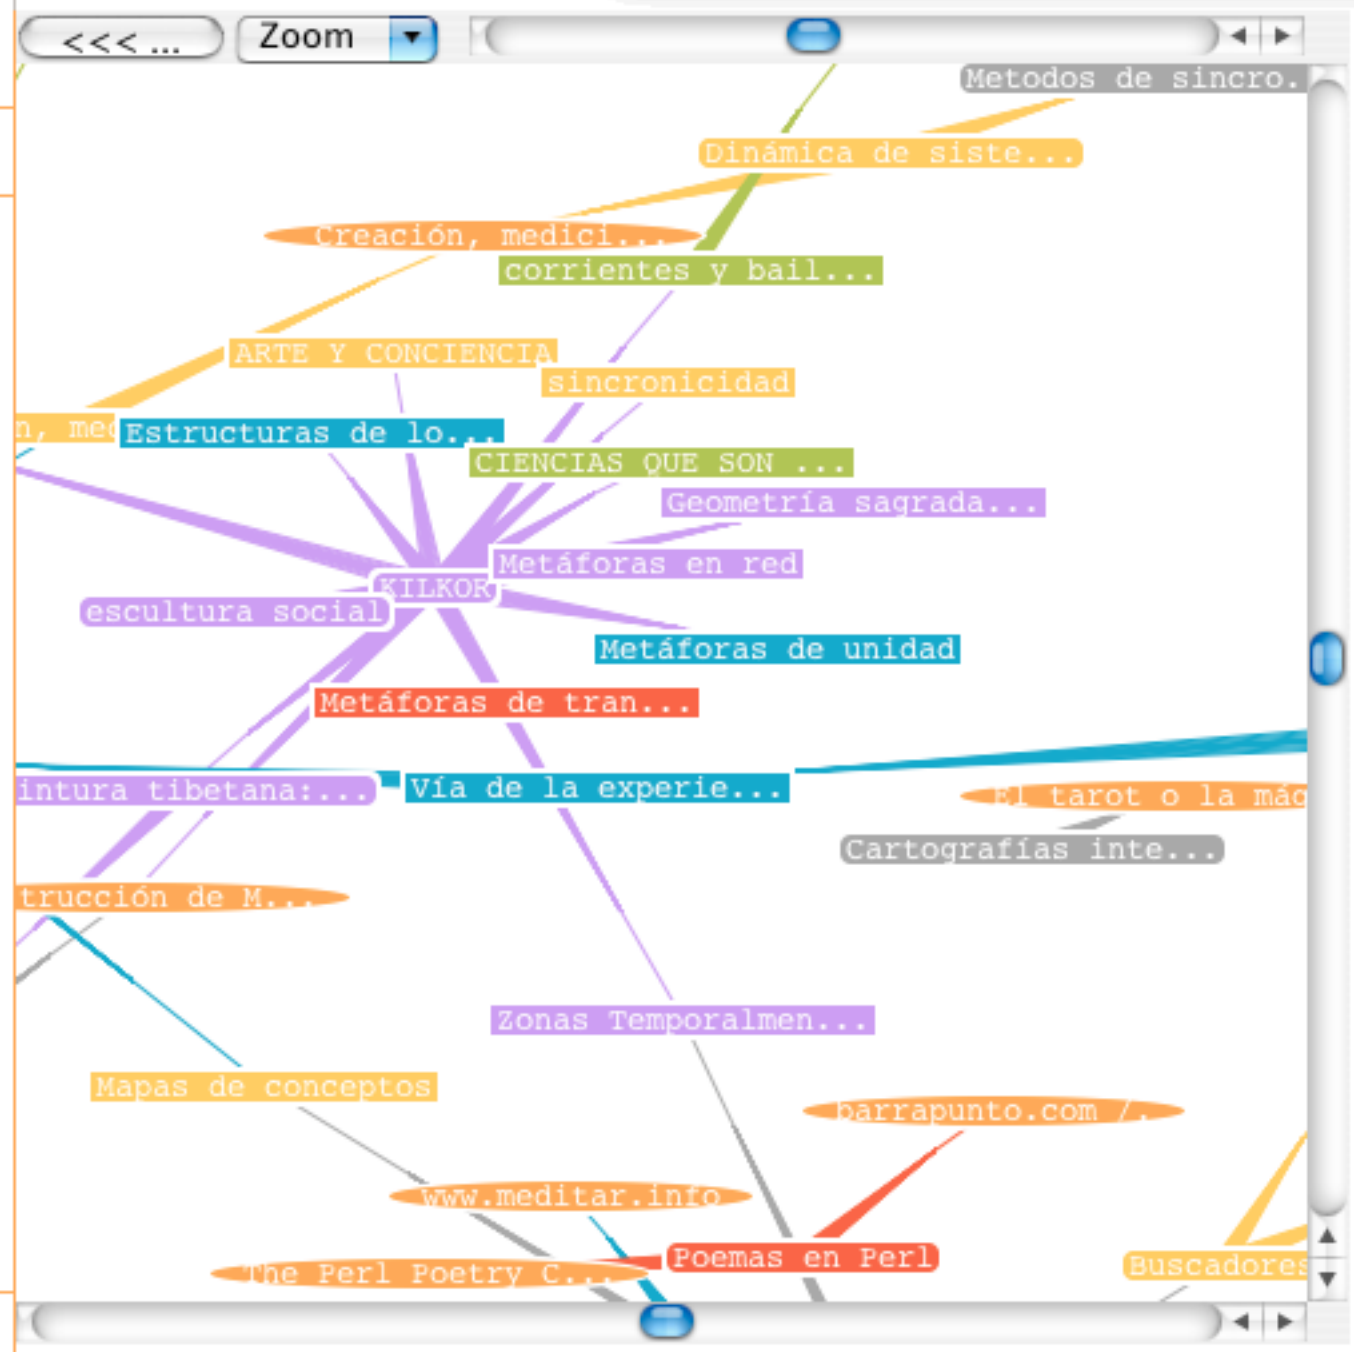 <<< ...
Zoom
Metodos de sincro.
Dinámica de siste...
Creación, medici...
corrientes y bail...
ARTE Y CONCIENCIA
sincronicidad
n, med
Estructuras de lo...
CIENCIAS QUE SON ...
Geometría sagrada...
Metáforas en red
KILKOR
escultura social
Metáforas de unidad
Metáforas de tran...
intura tibetana:...
Vía de la experie...
El tarot o la máq
Cartografías inte...
trucción de M...
Zonas Temporalmen...
Mapas de conceptos
barrapunto.com /.
www.meditar.info
Poemas en Perl
The Perl Poetry C...
Buscadores